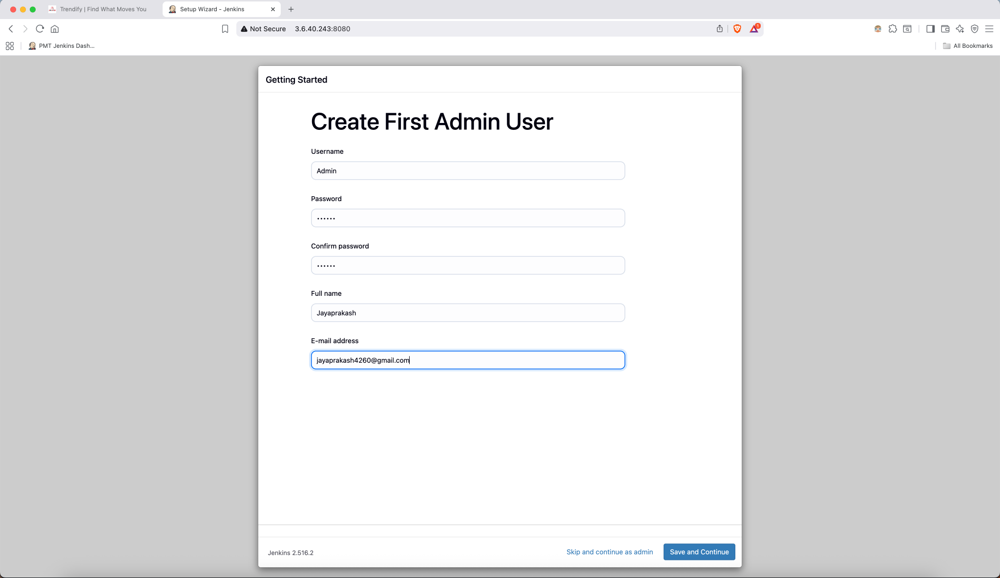 Trendify | Find What Moves You
Setup Wizard - Jenkins
Not Secure 3.6.40.243:8080
1
PMT Jenkins Dash...
All Bookmarks
Getting Started
Create First Admin User
Username
Admin
Password
••••••
Confirm password
••••••
Full name
Jayaprakash
E-mail address
jayaprakash4260@gmail.com
Jenkins 2.516.2
Skip and continue as admin
Save and Continue